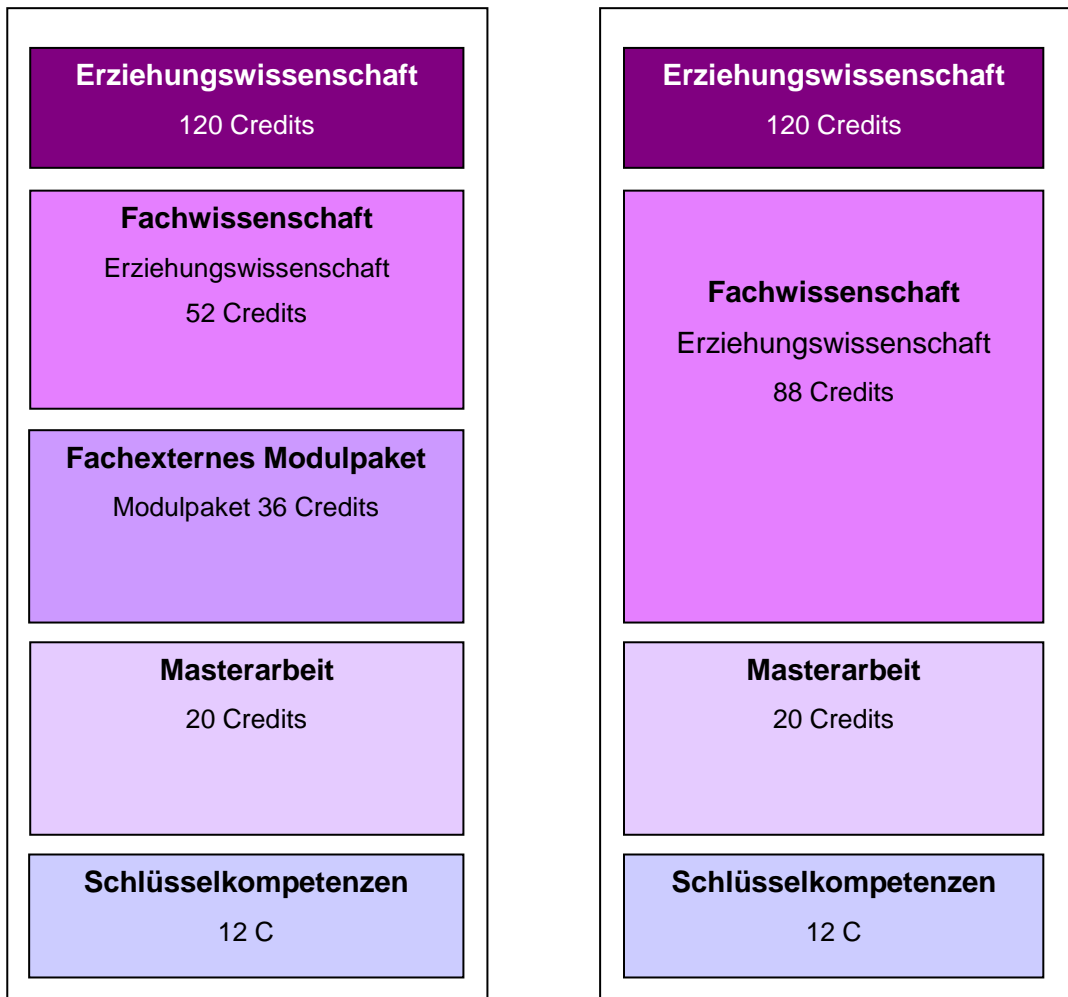 Erziehungswissenschaft
120 Credits
Fachwissenschaft
Erziehungswissenschaft
52 Credits
Fachexternes Modulpaket
Modulpaket 36 Credits
Masterarbeit
20 Credits
Schlüsselkompetenzen
12 C
Erziehungswissenschaft
120 Credits
Fachwissenschaft
Erziehungswissenschaft
88 Credits
Masterarbeit
20 Credits
Schlüsselkompetenzen
12 C